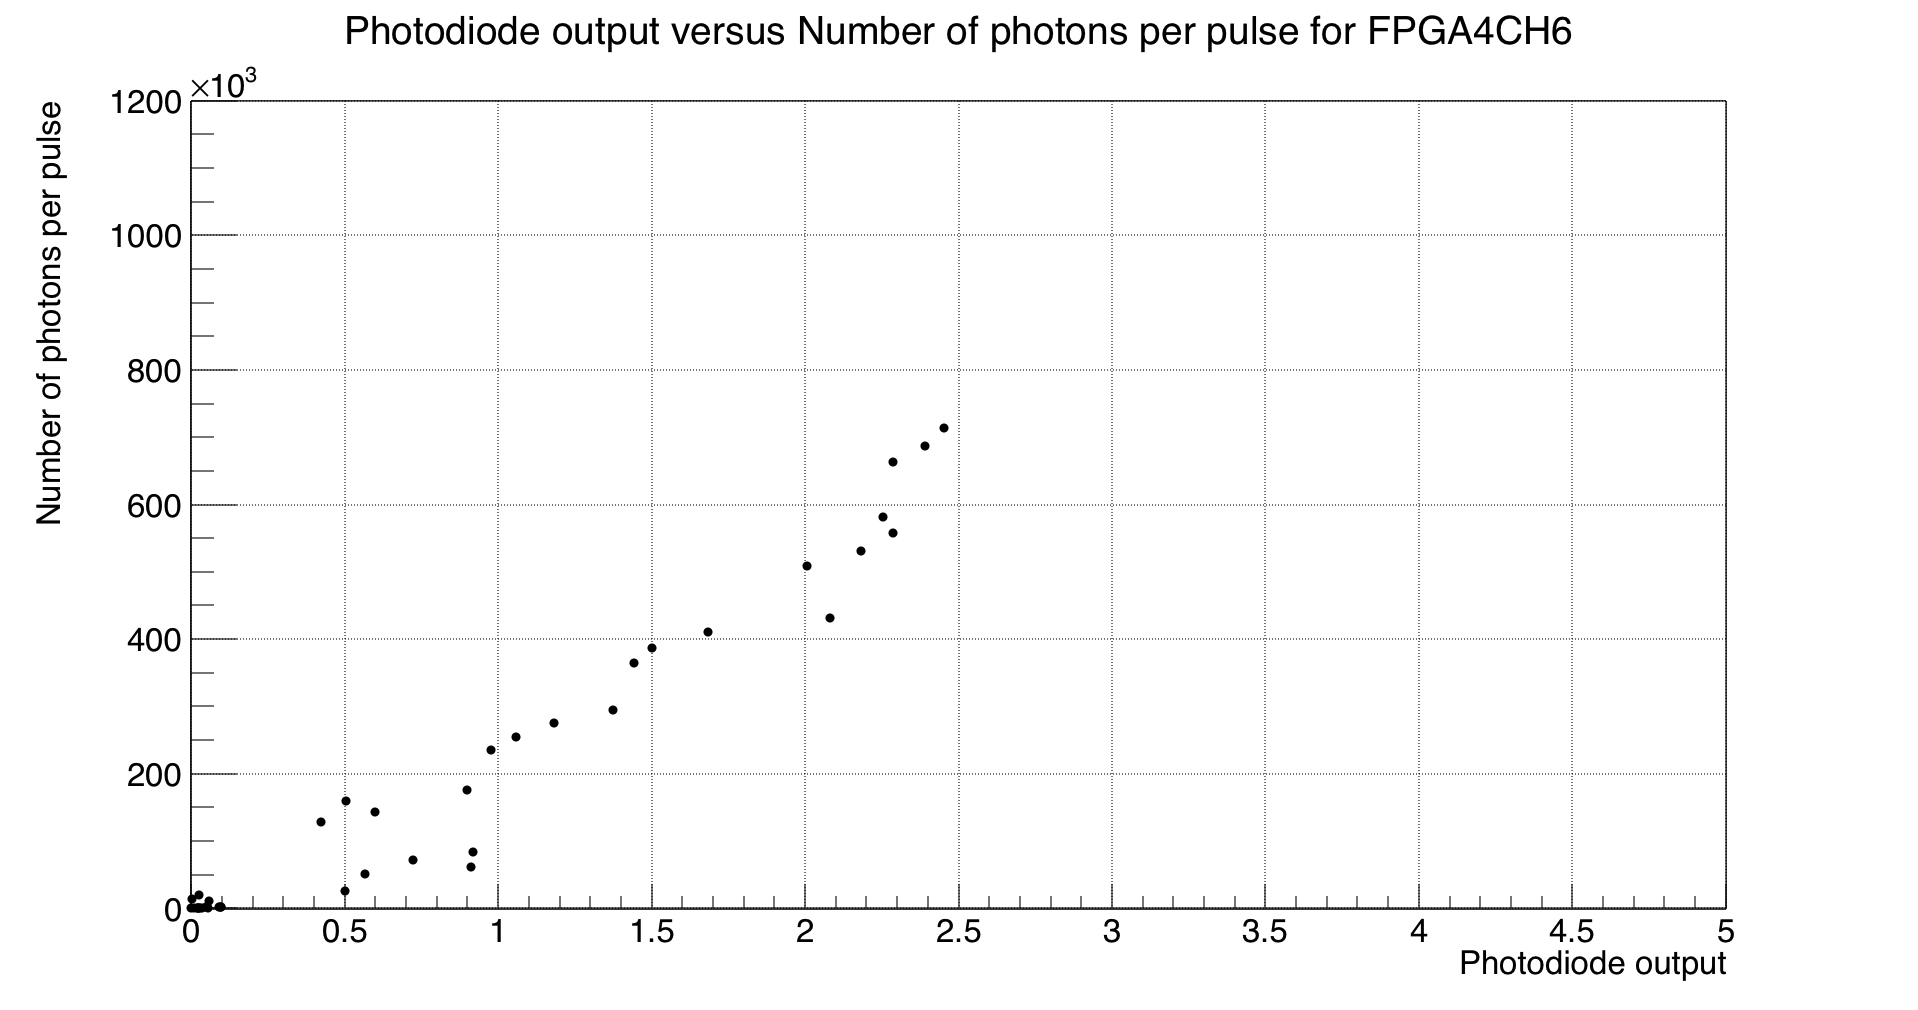 Photodiode output versus Number of photons per pulse for FPGA4CH6
×10³
Number of photons per pulse
1200
1000
800
600
400
200
0
0 0.5 1 1.5 2 2.5 3 3.5 4 4.5 5
Photodiode output